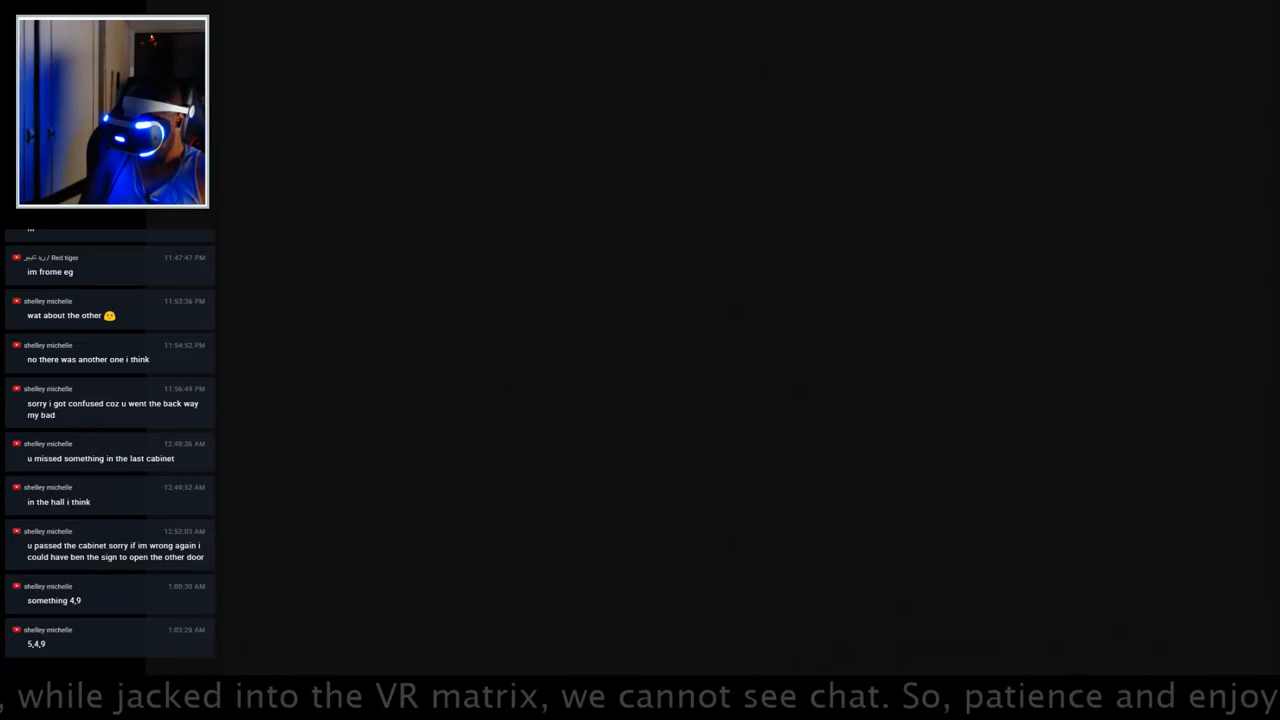 Red tiger
11:47:47 PM
im frome eg
shelley michelle
11:53:36 PM
wat about the other
shelley michelle
11:54:52 PM
no there was another one i think
shelley michelle
11:56:49 PM
sorry i got confused coz u went the back way
my bad
shelley michelle
12:48:36 AM
u missed something in the last cabinet
shelley michelle
12:49:52 AM
in the hall i think
shelley michelle
12:52:03 AM
u passed the cabinet sorry if im wrong again i
could have ben the sign to open the other door
shelley michelle
1:00:30 AM
something 4,9
shelley michelle
1:03:29 AM
5,4,9
, while jacked into the VR matrix, we cannot see chat. So, patience and enjoy